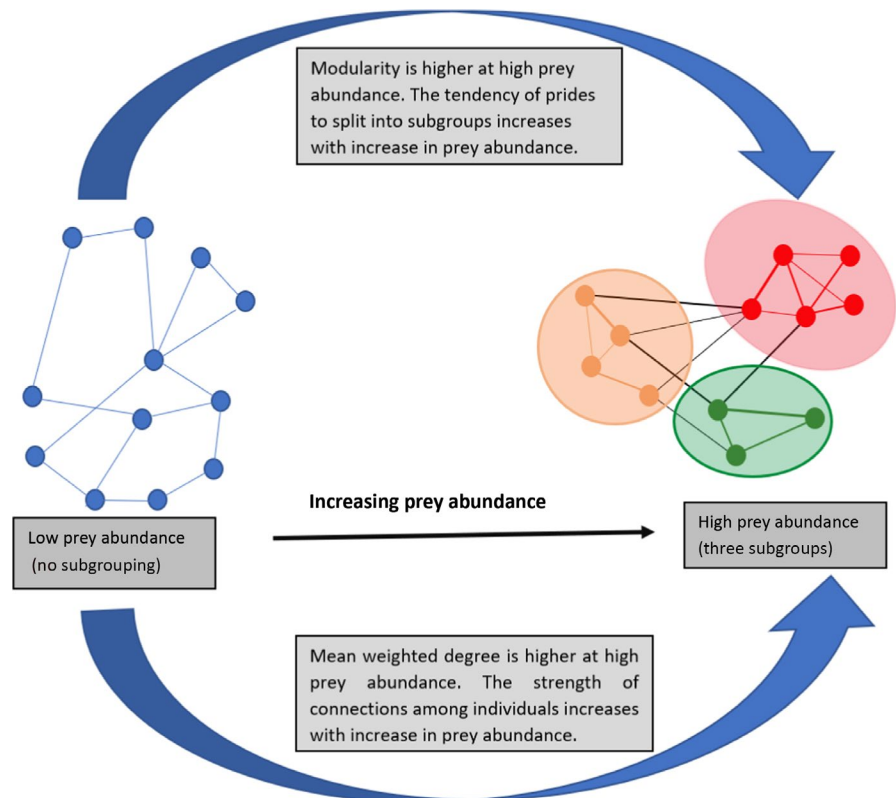 Modularity is higher at high prey
abundance. The tendency of prides
to split into subgroups increases
with increase in prey abundance.
Increasing prey abundance
Low prey abundance
(no subgrouping)
High prey abundance
(three subgroups)
Mean weighted degree is higher at high
prey abundance. The strength of
connections among individuals increases
with increase in prey abundance.